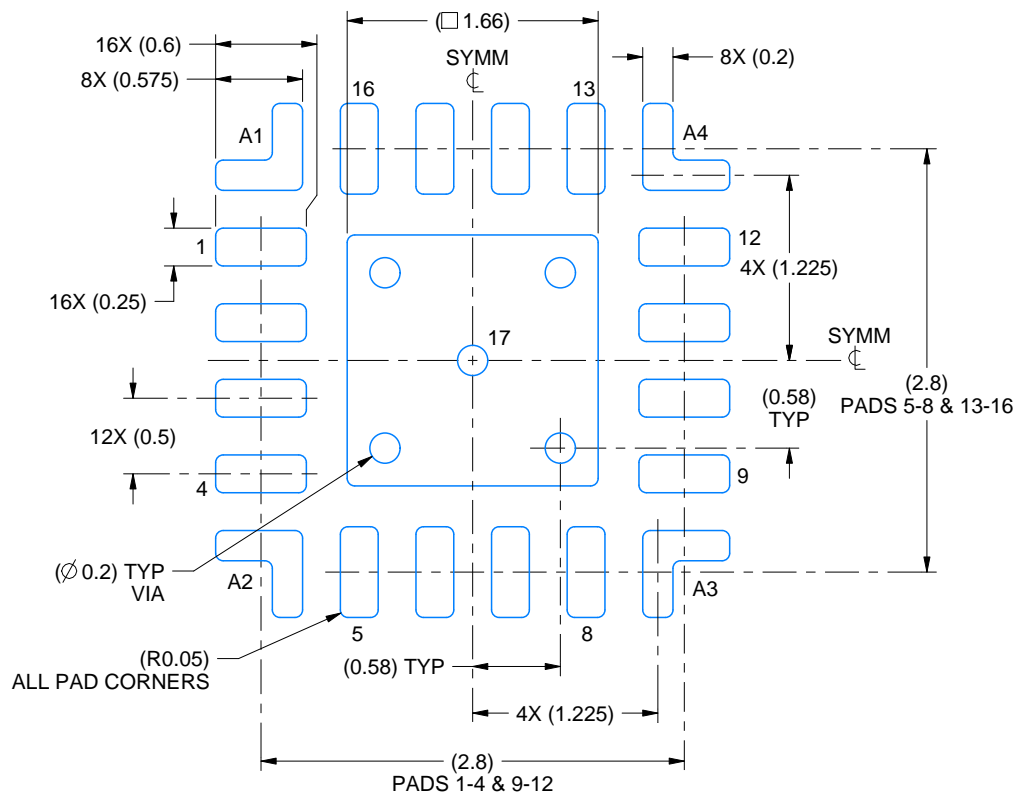 (□ 1.66)
16X (0.6)
SYMM
℄
8X (0.2)
8X (0.575)
16
13
A1
A4
1
12
4X (1.225)
16X (0.25)
17
SYMM
℄
(2.8)
PADS 5-8 & 13-16
(0.58)
TYP
12X (0.5)
4
9
(∅ 0.2) TYP
VIA
A2
A3
5
8
(R0.05)
ALL PAD CORNERS
(0.58) TYP
4X (1.225)
(2.8)
PADS 1-4 & 9-12